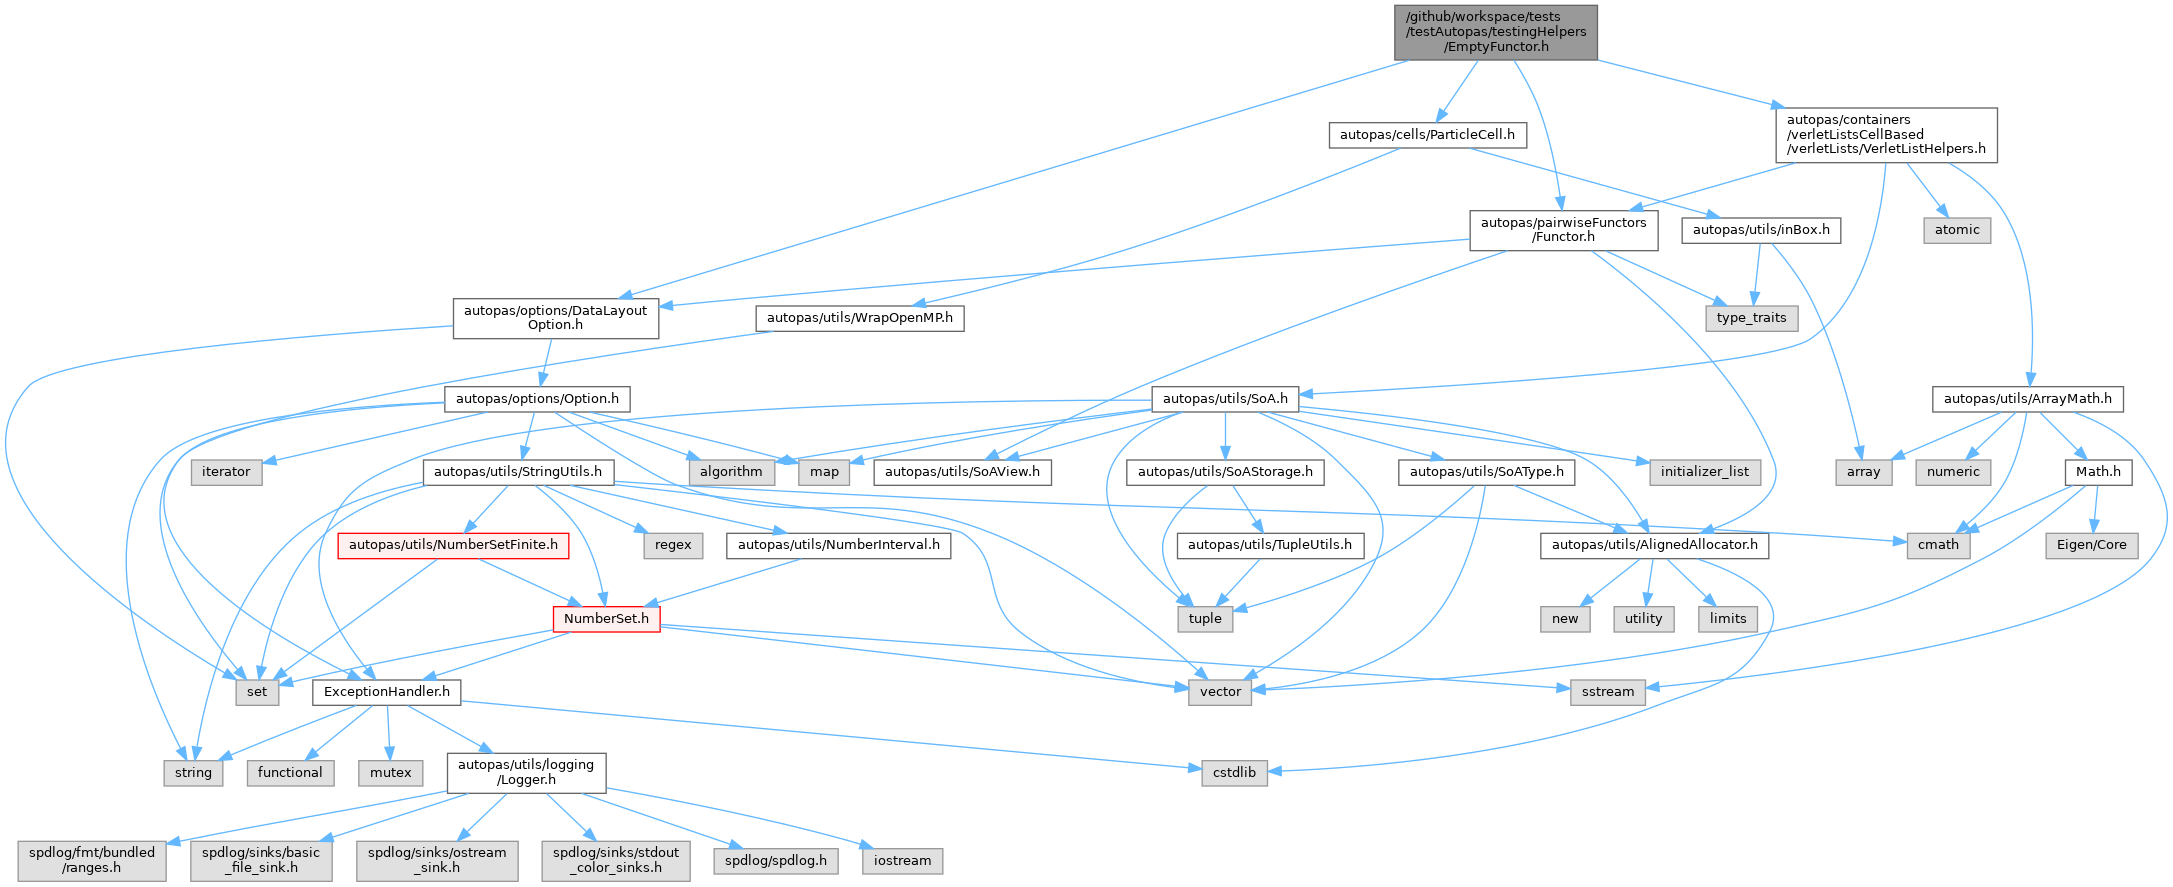 /github/workspace/tests
/testAutopas/testingHelpers
/EmptyFunctor.h
autopas/containers
/verletListsCellBased
/verletLists/VerletListHelpers.h
autopas/cells/ParticleCell.h
autopas/pairwiseFunctors
/Functor.h
autopas/utils/inBox.h
atomic
autopas/options/DataLayout
Option.h
autopas/utils/WrapOpenMP.h
type_traits
autopas/options/Option.h
autopas/utils/SoA.h
autopas/utils/ArrayMath.h
iterator
autopas/utils/StringUtils.h
algorithm
map
autopas/utils/SoAView.h
autopas/utils/SoAStorage.h
autopas/utils/SoAType.h
initializer_list
array
numeric
Math.h
autopas/utils/NumberSetFinite.h
regex
autopas/utils/NumberInterval.h
autopas/utils/TupleUtils.h
autopas/utils/AlignedAllocator.h
cmath
Eigen/Core
NumberSet.h
tuple
new
utility
limits
set
ExceptionHandler.h
vector
sstream
string
functional
mutex
autopas/utils/logging
/Logger.h
cstdlib
spdlog/fmt/bundled
/ranges.h
spdlog/sinks/basic
_file_sink.h
spdlog/sinks/ostream
_sink.h
spdlog/sinks/stdout
_color_sinks.h
spdlog/spdlog.h
iostream